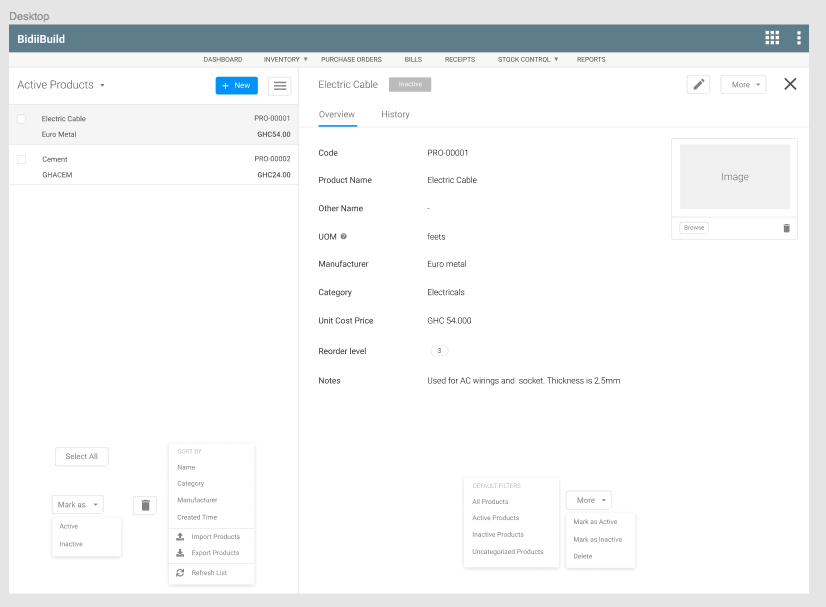 Desktop
BidiiBuild
DASHBOARD INVENTORY PURCHASE ORDERS BILLS RECEIPTS STOCK CONTROL REPORTS
Active Products
+ New
Electric Cable PRO-00001
Euro Metal GHC54.00
Cement PRO-00002
GHACEM GHC24.00
Select All
Mark as
Active
Inactive
SORT BY
Name
Category
Manufacturer
Created Time
Import Products
Export Products
Refresh List
Electric Cable Inactive More
Overview History
Code PRO-00001
Product Name Electric Cable
Other Name -
UOM ? feets
Manufacturer Euro metal
Category Electricals
Unit Cost Price GHC 54.000
Reorder level 3
Notes Used for AC wirings and socket. Thickness is 2.5mm
Image
Browse
DEFAULT FILTERS
All Products
Active Products
Inactive Products
Uncategorized Products
More
Mark as Active
Mark as Inactive
Delete